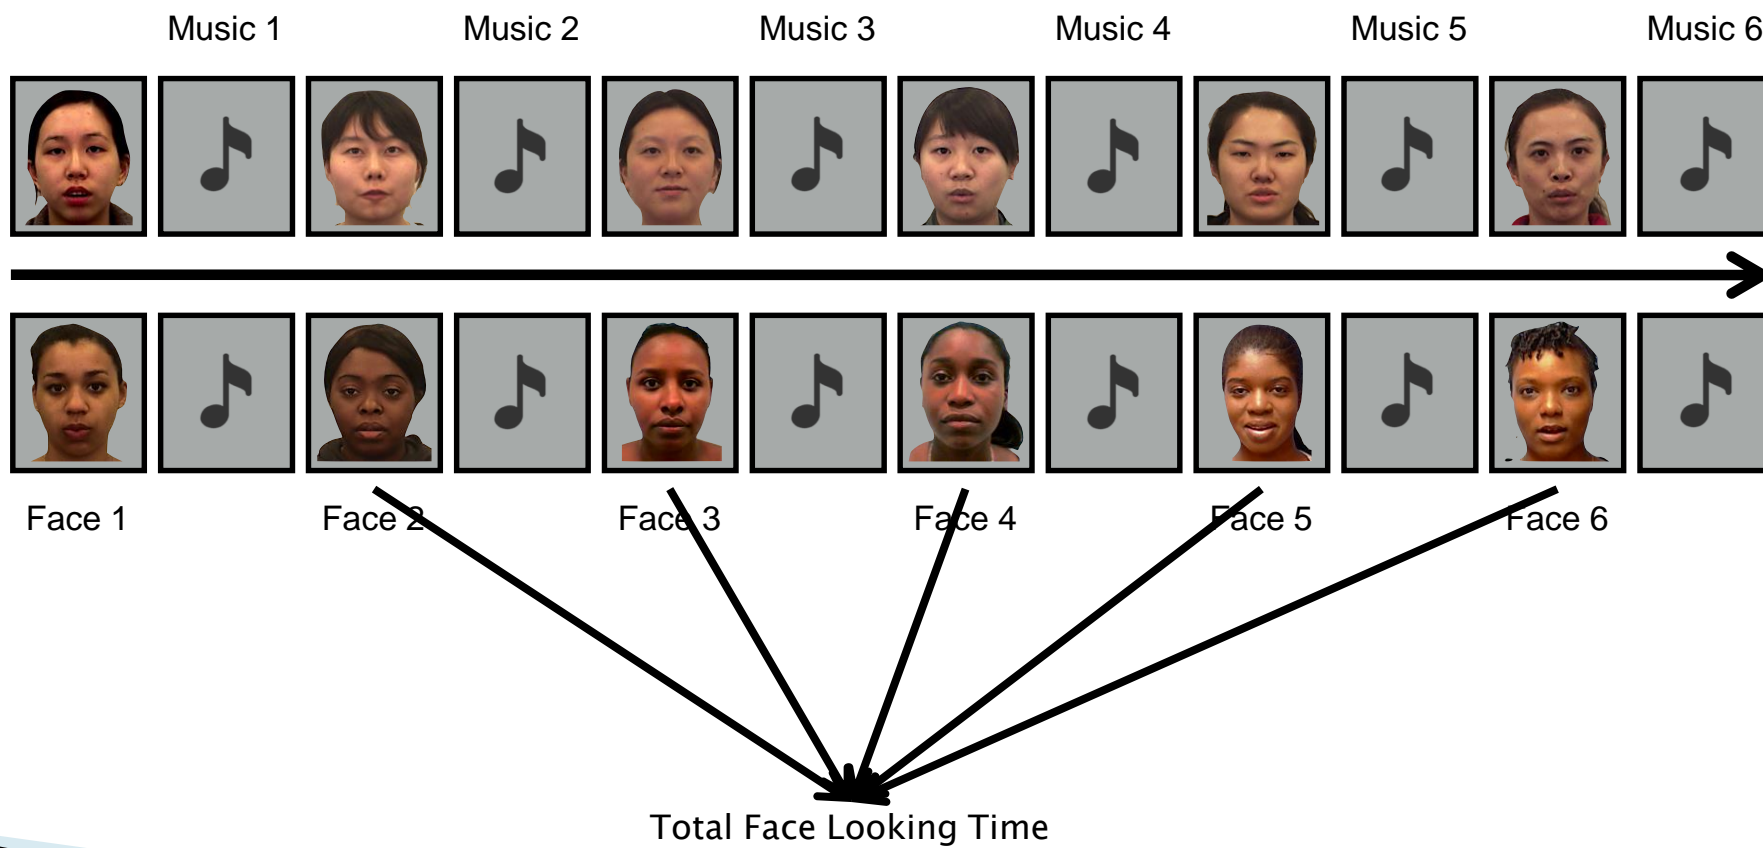 Music 1
Music 2
Music 3
Music 4
Music 5
Music 6
Face 1
Face 2
Face 3
Face 4
Face 5
Face 6
Total Face Looking Time